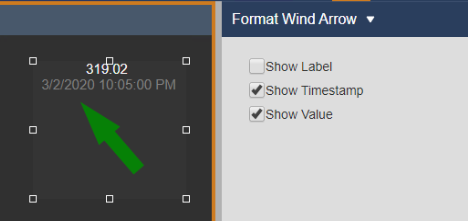 Format Wind Arrow
319.02
3/2/2020 10:05:00 PM
Show Label
Show Timestamp
Show Value